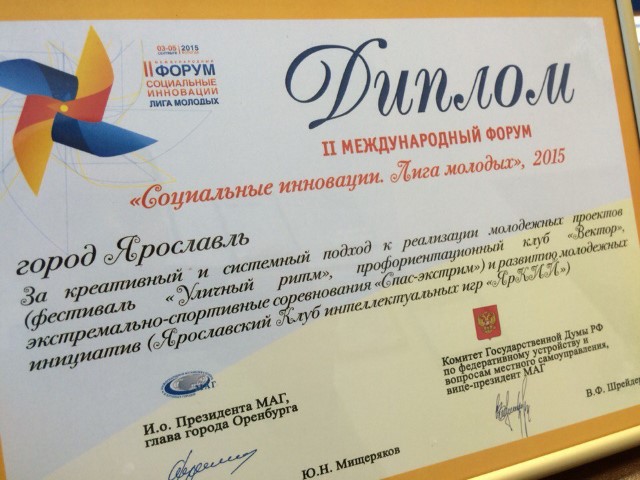 03-05 2015
II ФОРУМ
СОЦИАЛЬНЫЕ
ИННОВАЦИИ
ЛИГА МОЛОДЫХ
Диплом
II МЕЖДУНАРОДНЫЙ ФОРУМ
«Социальные инновации. Лига молодых», 2015
город Ярославль
За креативный и системный подход к реализации молодежных проектов
(фестиваль «Уличный ритм», профориентационный клуб «Вектор»,
экстремально-спортивные соревнования «Спас-экстрим») и развитию молодежных
инициатив (Ярославский Клуб интеллектуальных игр «ЯрКИИ»)
МАГ
И.о. Президента МАГ,
глава города Оренбурга
Ю.Н. Мищеряков
Комитет Государственной Думы РФ
по федеративному устройству и
вопросам местного самоуправления,
вице-президент МАГ
В.Ф. Шрейдер